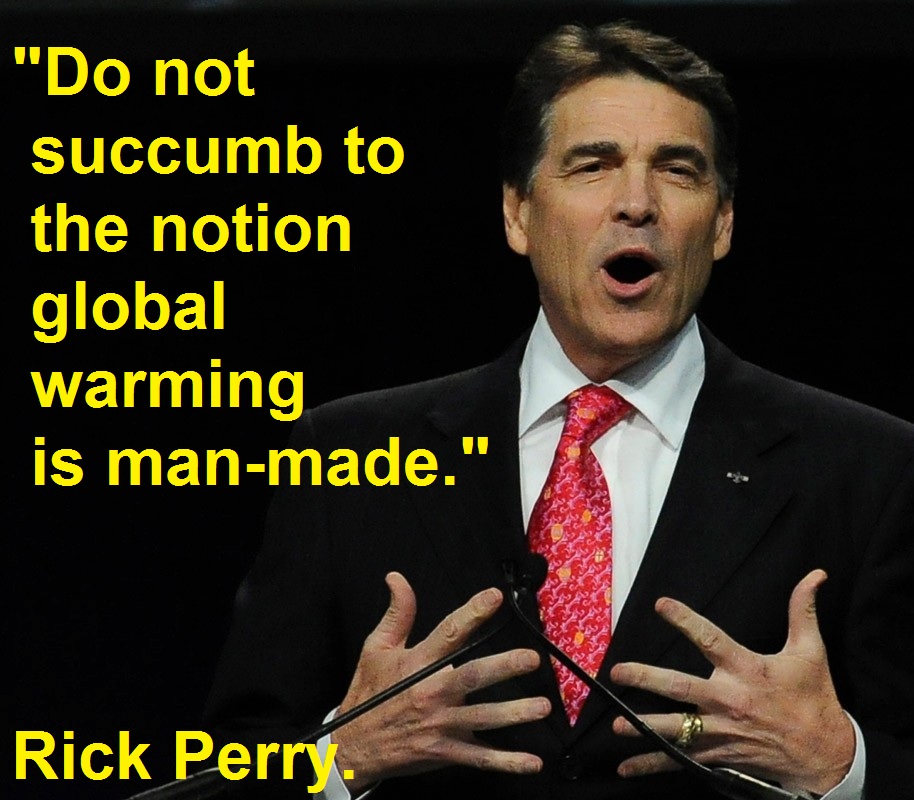 "Do not
succumb to
the notion
global
warming
is man-made."
Rick Perry.